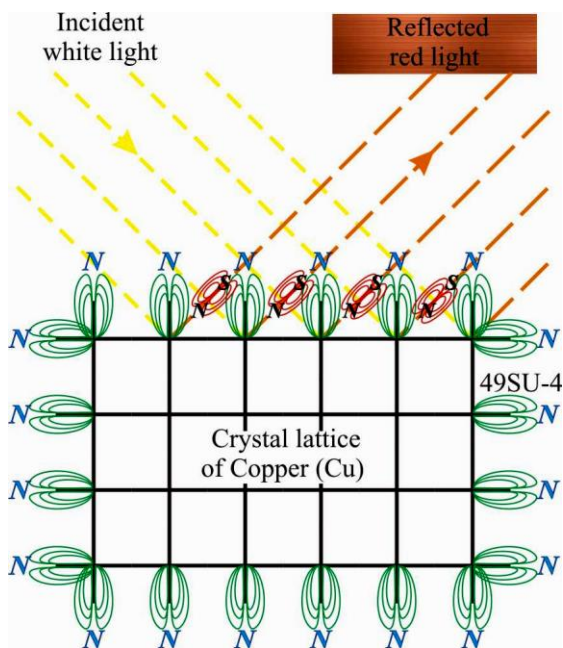 Incident
white light
Reflected
red light
N N N N N N
S S S S
N N N N
N N
49SU-4
N N
Crystal lattice
of Copper (Cu)
N N
N N
N N N N N N